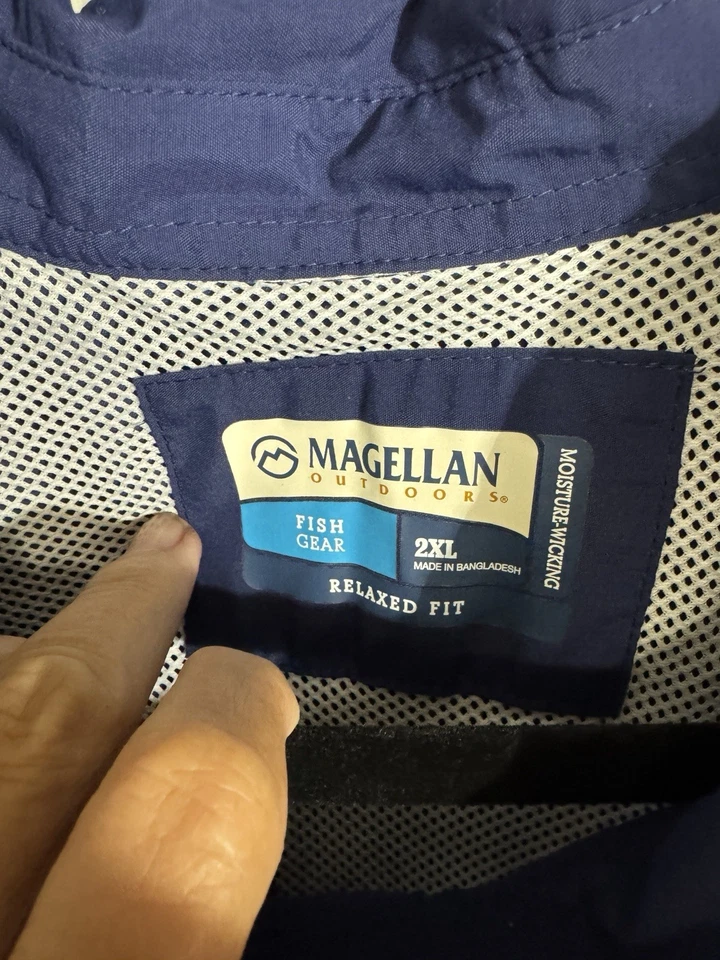 MAGELLAN
OUTDOORS®
FISH
GEAR
2XL
MADE IN BANGLADESH
RELAXED FIT
MOISTURE-WICKING